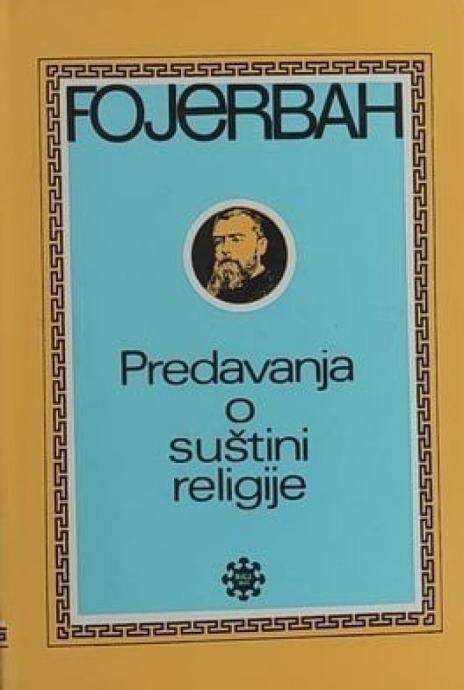 FOJERBAH
Predavanja
o
suštini
religije